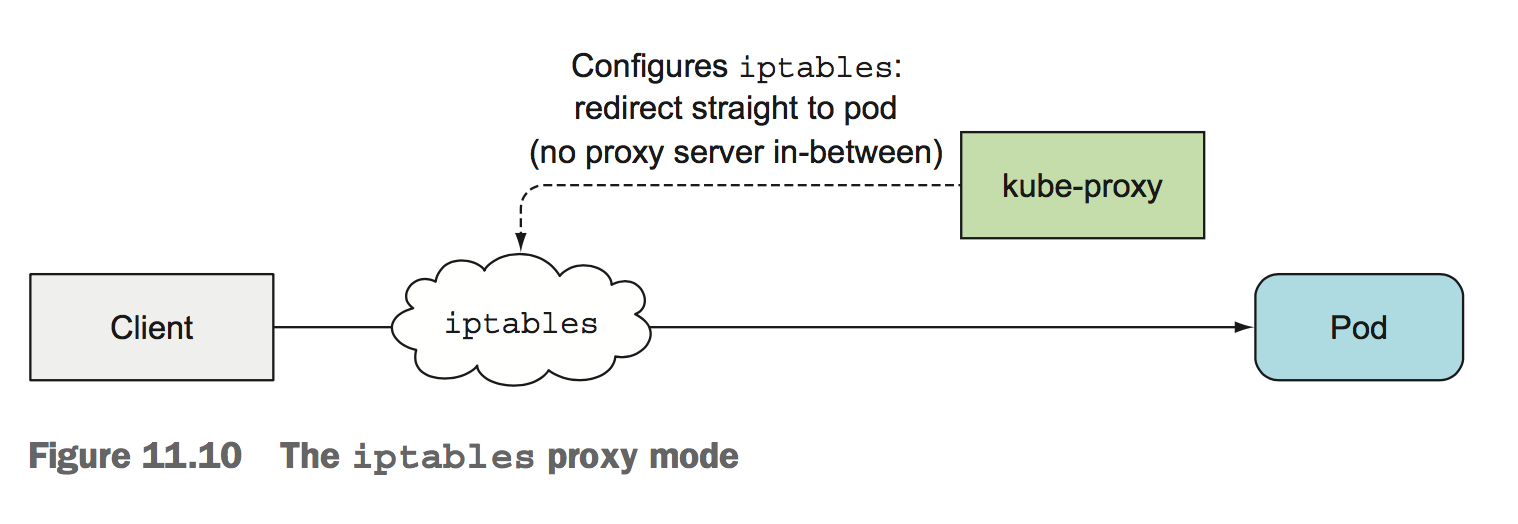 Configures iptables:
redirect straight to pod
(no proxy server in-between)
kube-proxy
Client
iptables
Pod
Figure 11.10 The iptables proxy mode